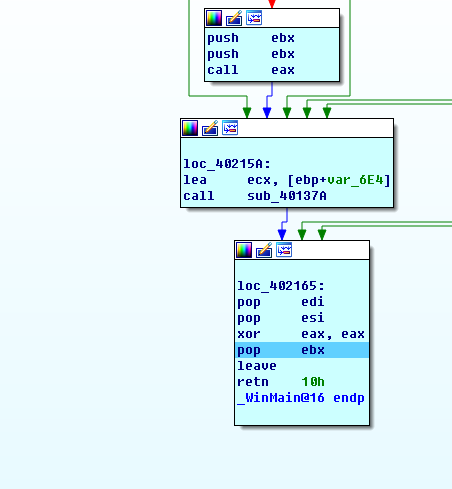 push ebx
push ebx
call eax
loc_40215A:
lea ecx, [ebp+var_6E4]
call sub_40137A
loc_402165:
pop edi
pop esi
xor eax, eax
pop ebx
leave
retn 10h
_WinMain@16 endp